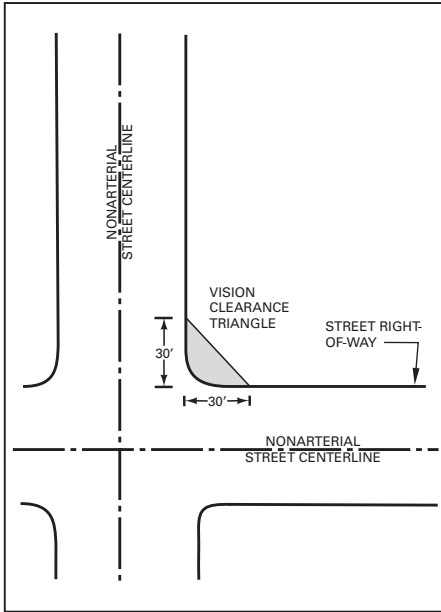 NONARTERIAL
STREET CENTERLINE
VISION
CLEARANCE
TRIANGLE
STREET RIGHT-
OF-WAY
30'
30'
NONARTERIAL
STREET CENTERLINE